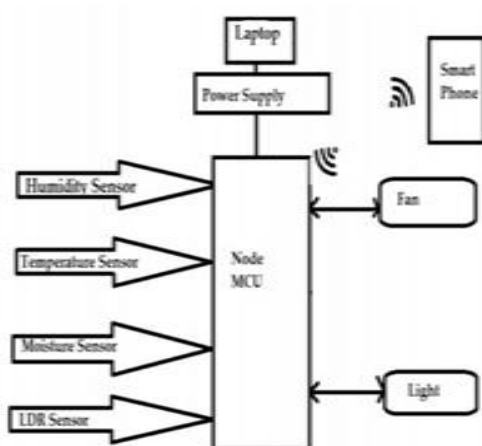 Laptop
Power Supply
Smart
Phone
Humidity Sensor
Fan
Temperature Sensor
Node
MCU
Moisture Sensor
Light
LDR Sensor